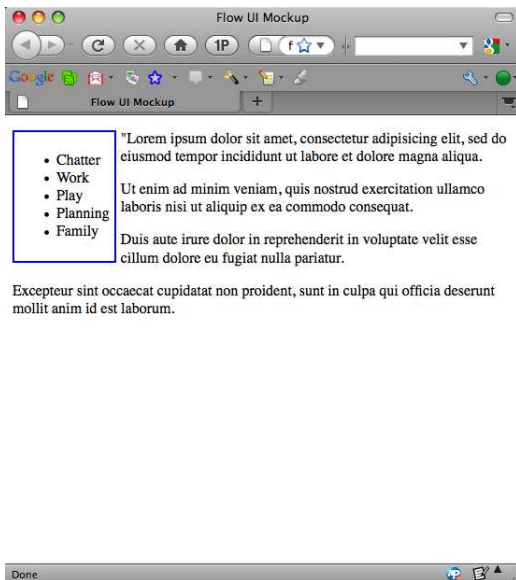 Flow UI Mockup
1P
f
Google
Flow UI Mockup
+
• Chatter
• Work
• Play
• Planning
• Family
"Lorem ipsum dolor sit amet, consectetur adipisicing elit, sed do
eiusmod tempor incididunt ut labore et dolore magna aliqua.
Ut enim ad minim veniam, quis nostrud exercitation ullamco
laboris nisi ut aliquip ex ea commodo consequat.
Duis aute irure dolor in reprehenderit in voluptate velit esse
cillum dolore eu fugiat nulla pariatur.
Excepteur sint occaecat cupidatat non proident, sunt in culpa qui officia deserunt
mollit anim id est laborum.
Done